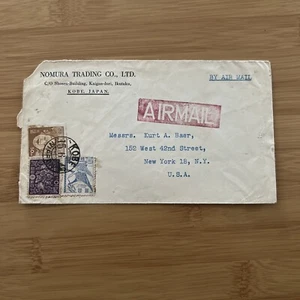 NOMURA TRADING CO., LTD.
KOBE, JAPAN.
BY AIR MAIL
AIRMAIL
Messrs. Kurt A. Baer,
152 West 42nd Street,
New York 18, N.Y.
U.S.A.
KOBE